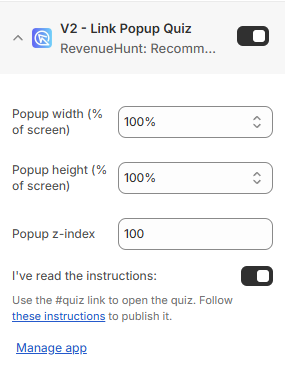 V2 - Link Popup Quiz
RevenueHunt: Recomm...
Popup width (%
of screen)
100%
Popup height (%
of screen)
100%
Popup z-index
100
I've read the instructions:
Use the #quiz link to open the quiz. Follow
these instructions to publish it.
Manage app